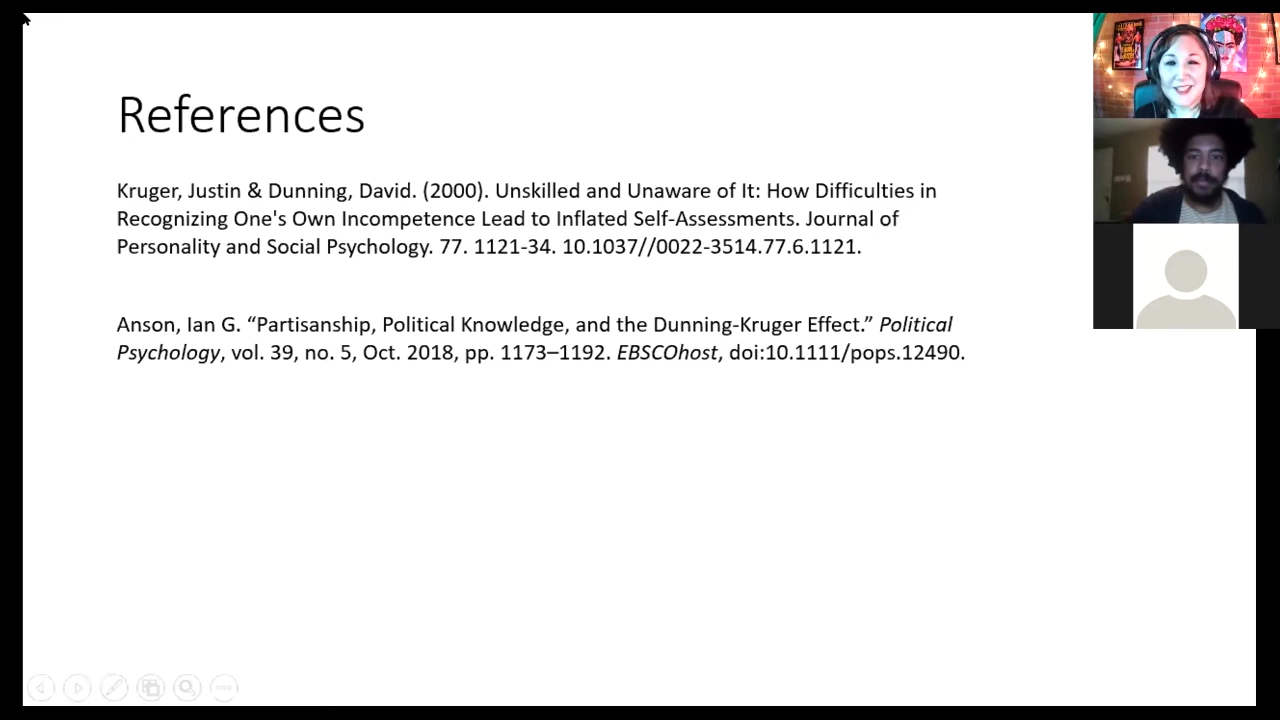 References
Kruger, Justin & Dunning, David. (2000). Unskilled and Unaware of It: How Difficulties in
Recognizing One's Own Incompetence Lead to Inflated Self-Assessments. Journal of
Personality and Social Psychology. 77. 1121-34. 10.1037//0022-3514.77.6.1121.
Anson, Ian G. “Partisanship, Political Knowledge, and the Dunning-Kruger Effect.” Political
Psychology, vol. 39, no. 5, Oct. 2018, pp. 1173–1192. EBSCOhost, doi:10.1111/pops.12490.